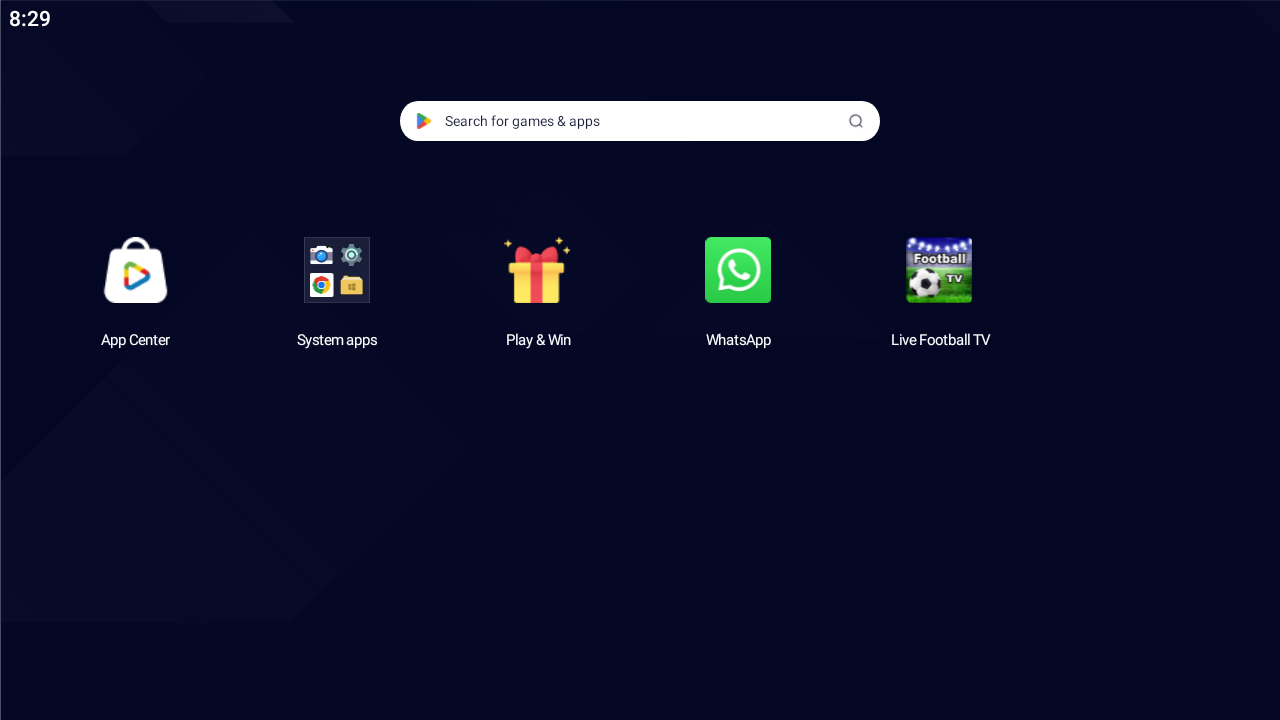 8:29
Search for games & apps
Football
TV
App Center
System apps
Play & Win
WhatsApp
Live Football TV